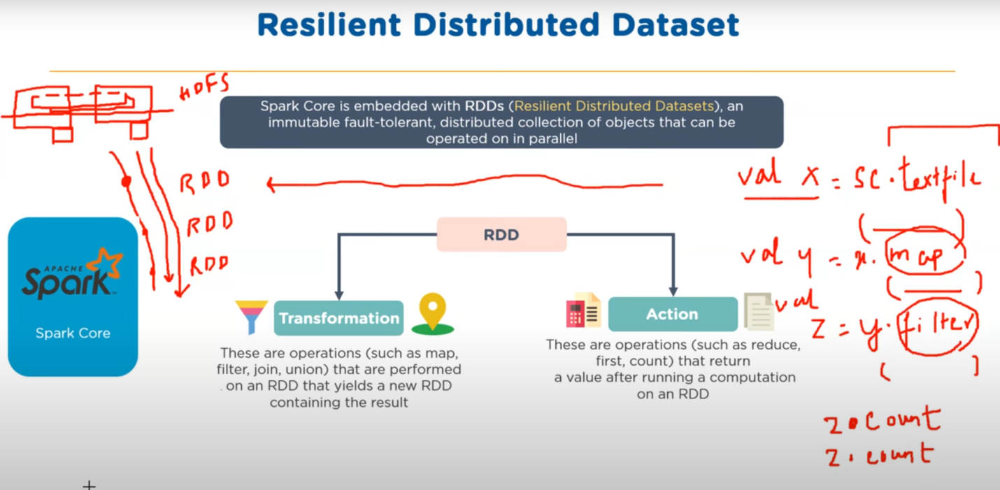 Resilient Distributed Dataset
HDFS
Spark Core is embedded with RDDs (Resilient Distributed Datasets), an
immutable fault-tolerant, distributed collection of objects that can be
operated on in parallel
val x = sc.textfile
( )
RDD
RDD
RDD
RDD
val y = x.map
( )
val
z = y.filter
( )
APACHE
Spark™
Spark Core
Transformation
These are operations (such as map,
filter, join, union) that are performed
on an RDD that yields a new RDD
containing the result
Action
These are operations (such as reduce,
first, count) that return
a value after running a computation
on an RDD
z.count
z.count